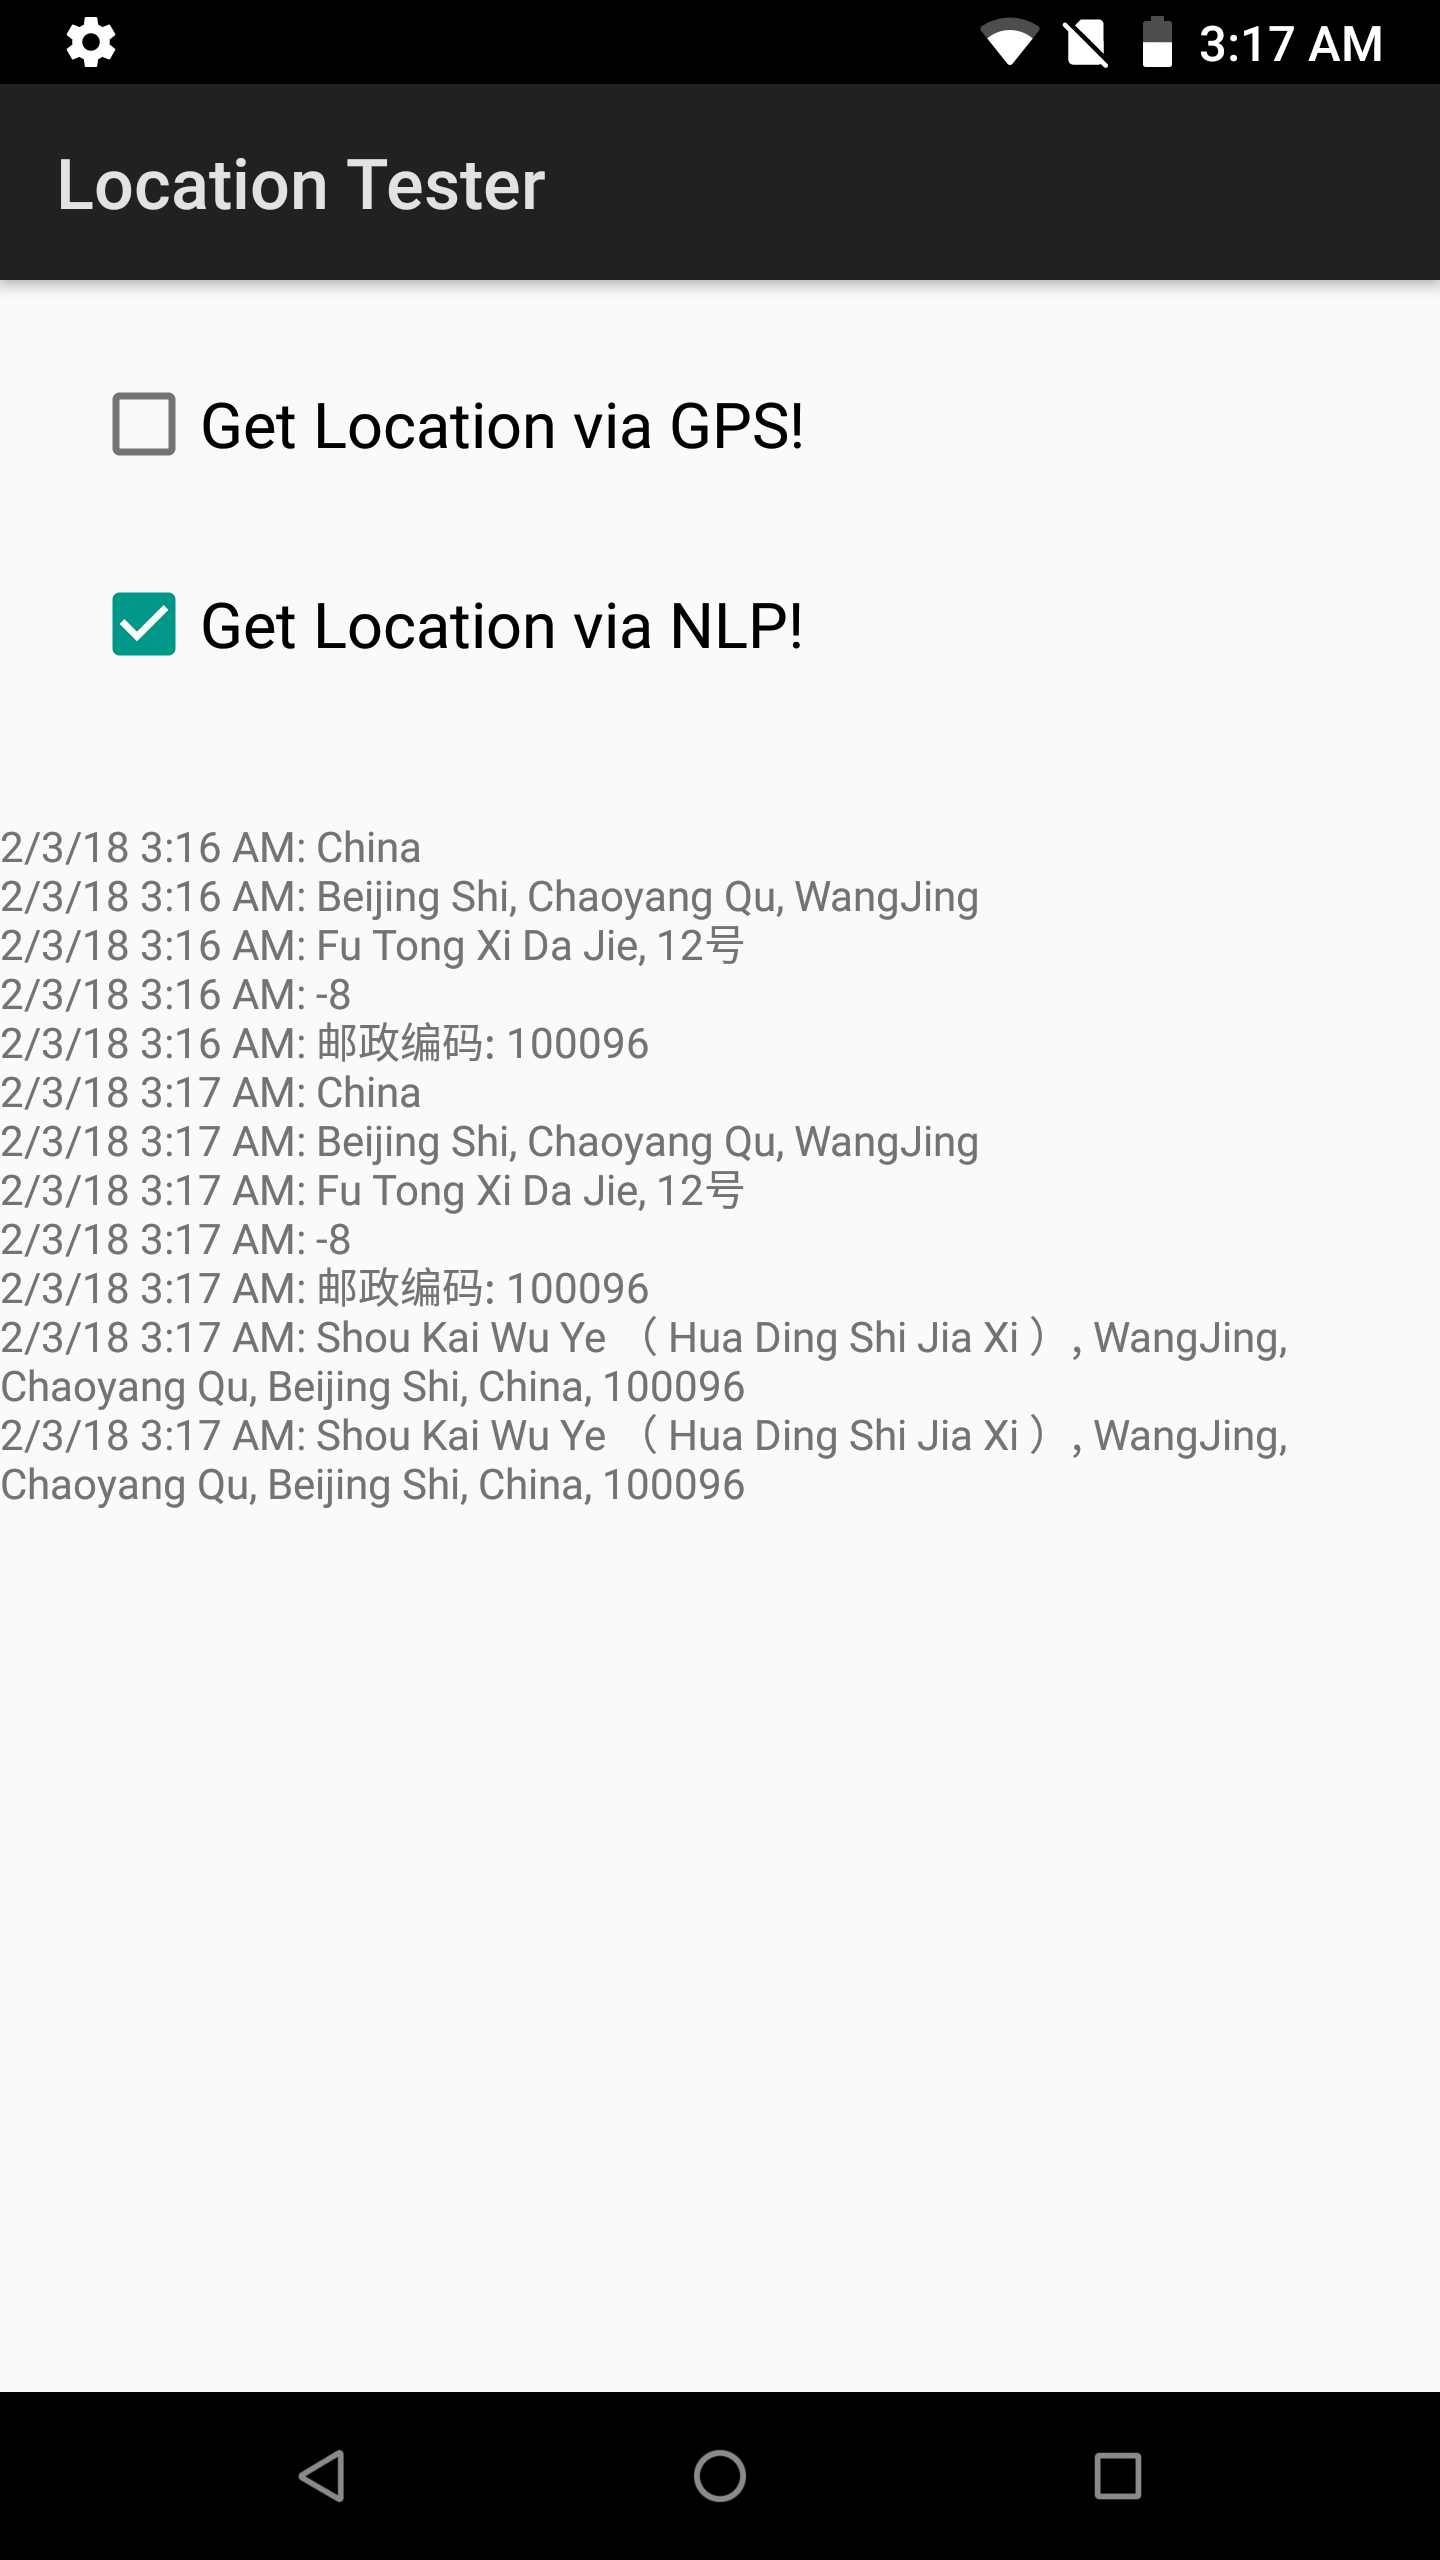 3:17 AM
Location Tester
Get Location via GPS!
Get Location via NLP!
2/3/18 3:16 AM: China
2/3/18 3:16 AM: Beijing Shi, Chaoyang Qu, WangJing
2/3/18 3:16 AM: Fu Tong Xi Da Jie, 12号
2/3/18 3:16 AM: -8
2/3/18 3:16 AM: 邮政编码: 100096
2/3/18 3:17 AM: China
2/3/18 3:17 AM: Beijing Shi, Chaoyang Qu, WangJing
2/3/18 3:17 AM: Fu Tong Xi Da Jie, 12号
2/3/18 3:17 AM: -8
2/3/18 3:17 AM: 邮政编码: 100096
2/3/18 3:17 AM: Shou Kai Wu Ye （ Hua Ding Shi Jia Xi ）, WangJing,
Chaoyang Qu, Beijing Shi, China, 100096
2/3/18 3:17 AM: Shou Kai Wu Ye （ Hua Ding Shi Jia Xi ）, WangJing,
Chaoyang Qu, Beijing Shi, China, 100096